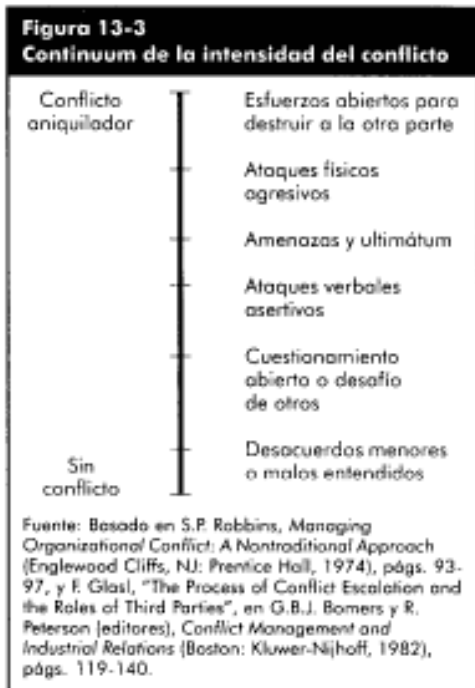 Figura 13-3
Continuum de la intensidad del conflicto
Conflicto
aniquilador
Esfuerzos abiertos para
destruir a la otra parte
Ataques físicos
agresivos
Amenazas y ultimátum
Ataques verbales
asertivos
Cuestionamiento
abierto o desafío
de otros
Desacuerdos menores
o malos entendidos
Sin
conflicto
Fuente: Basado en S.P. Robbins, Managing
Organizational Conflict: A Nontraditional Approach
(Englewood Cliffs, NJ: Prentice Hall, 1974), págs. 93-
97, y F. Glasl, "The Process of Conflict Escalation and
the Roles of Third Parties", en G.B.J. Bomers y R.
Peterson (editores), Conflict Management and
Industrial Relations (Boston: Kluwer-Nijhoff, 1982),
págs. 119-140.